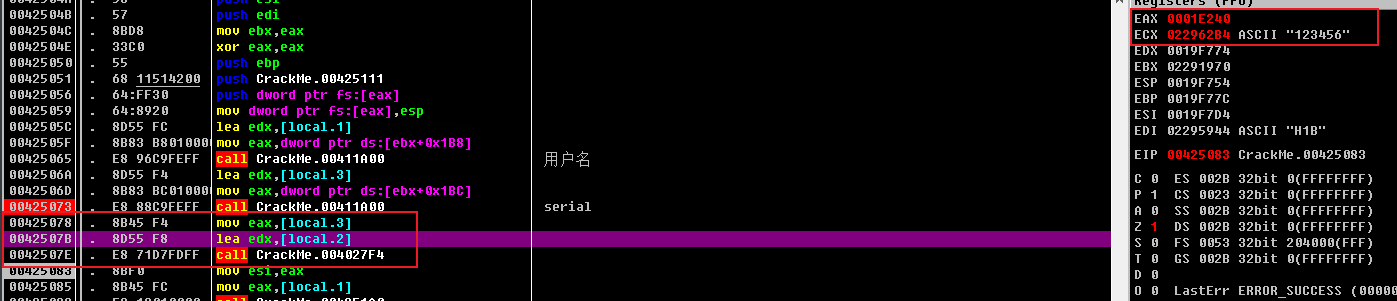 0042504B . 57 push edi
0042504C . 8BD8 mov ebx,eax
0042504E . 33C0 xor eax,eax
00425050 . 55 push ebp
00425051 . 68 11514200 push CrackMe.00425111
00425056 . 64:FF30 push dword ptr fs:[eax]
00425059 . 64:8920 mov dword ptr fs:[eax],esp
0042505C . 8D55 FC lea edx,[local.1]
0042505F . 8B83 B8010000 mov eax,dword ptr ds:[ebx+0x1B8]
00425065 . E8 96C9FEFF call CrackMe.00411A00 用户名
0042506A . 8D55 F4 lea edx,[local.3]
0042506D . 8B83 BC010000 mov eax,dword ptr ds:[ebx+0x1BC]
00425073 . E8 88C9FEFF call CrackMe.00411A00 serial
00425078 . 8B45 F4 mov eax,[local.3]
0042507B . 8D55 F8 lea edx,[local.2]
0042507E . E8 71D7FDFF call CrackMe.004027F4
00425083 . 8BF0 mov esi,eax
00425085 . 8B45 FC mov eax,[local.1]
Registers (FPU)
EAX 0001E240
ECX 022962B4 ASCII "123456"
EDX 0019F774
EBX 02291970
ESP 0019F754
EBP 0019F77C
ESI 0019F7D4
EDI 02295944 ASCII "H1B"
EIP 00425083 CrackMe.00425083
C 0 ES 002B 32bit 0(FFFFFFFF)
P 1 CS 0023 32bit 0(FFFFFFFF)
A 0 SS 002B 32bit 0(FFFFFFFF)
Z 1 DS 002B 32bit 0(FFFFFFFF)
S 0 FS 0053 32bit 204000(FFF)
T 0 GS 002B 32bit 0(FFFFFFFF)
D 0
O 0 LastErr ERROR_SUCCESS (00000